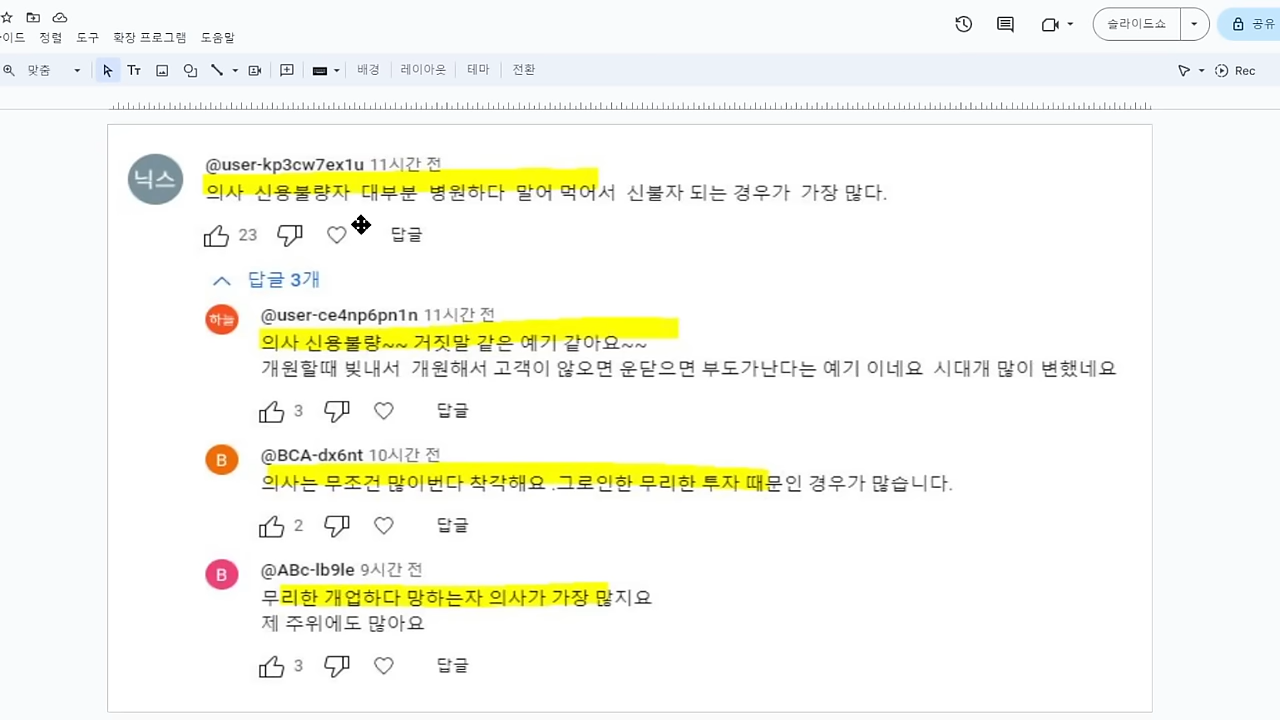 이드 정렬 도구 확장 프로그램 도움말
슬라이드쇼
공유
맞춤
Tт
배경 레이아웃 테마 전환
Rec
닉스
@user-kp3cw7ex1u 11시간 전
의사 신용불량자 대부분 병원하다 말어 먹어서 신불자 되는 경우가 가장 많다.
23 답글
답글 3개
하늘
@user-ce4np6pn1n 11시간 전
의사 신용불량~~ 거짓말 같은 예기 같아요~~
개원할때 빚내서 개원해서 고객이 않오면 운닫으면 부도가난다는 예기 이네요 시대개 많이 변했네요
3 답글
B
@BCA-dx6nt 10시간 전
의사는 무조건 많이번다 착각해요 .그로인한 무리한 투자 때문인 경우가 많습니다.
2 답글
B
@ABc-lb9le 9시간 전
무리한 개업하다 망하는자 의사가 가장 많지요
제 주위에도 많아요
3 답글